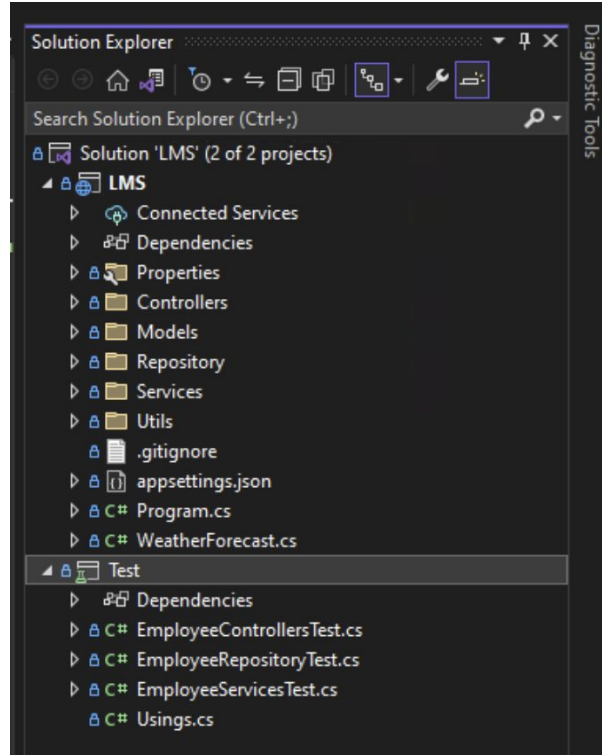 Solution Explorer
Search Solution Explorer (Ctrl+;)
Solution 'LMS' (2 of 2 projects)
LMS
Connected Services
Dependencies
Properties
Controllers
Models
Repository
Services
Utils
.gitignore
appsettings.json
C# Program.cs
C# WeatherForecast.cs
Test
Dependencies
C# EmployeeControllersTest.cs
C# EmployeeRepositoryTest.cs
C# EmployeeServicesTest.cs
C# Usings.cs
Diagnostic Tools